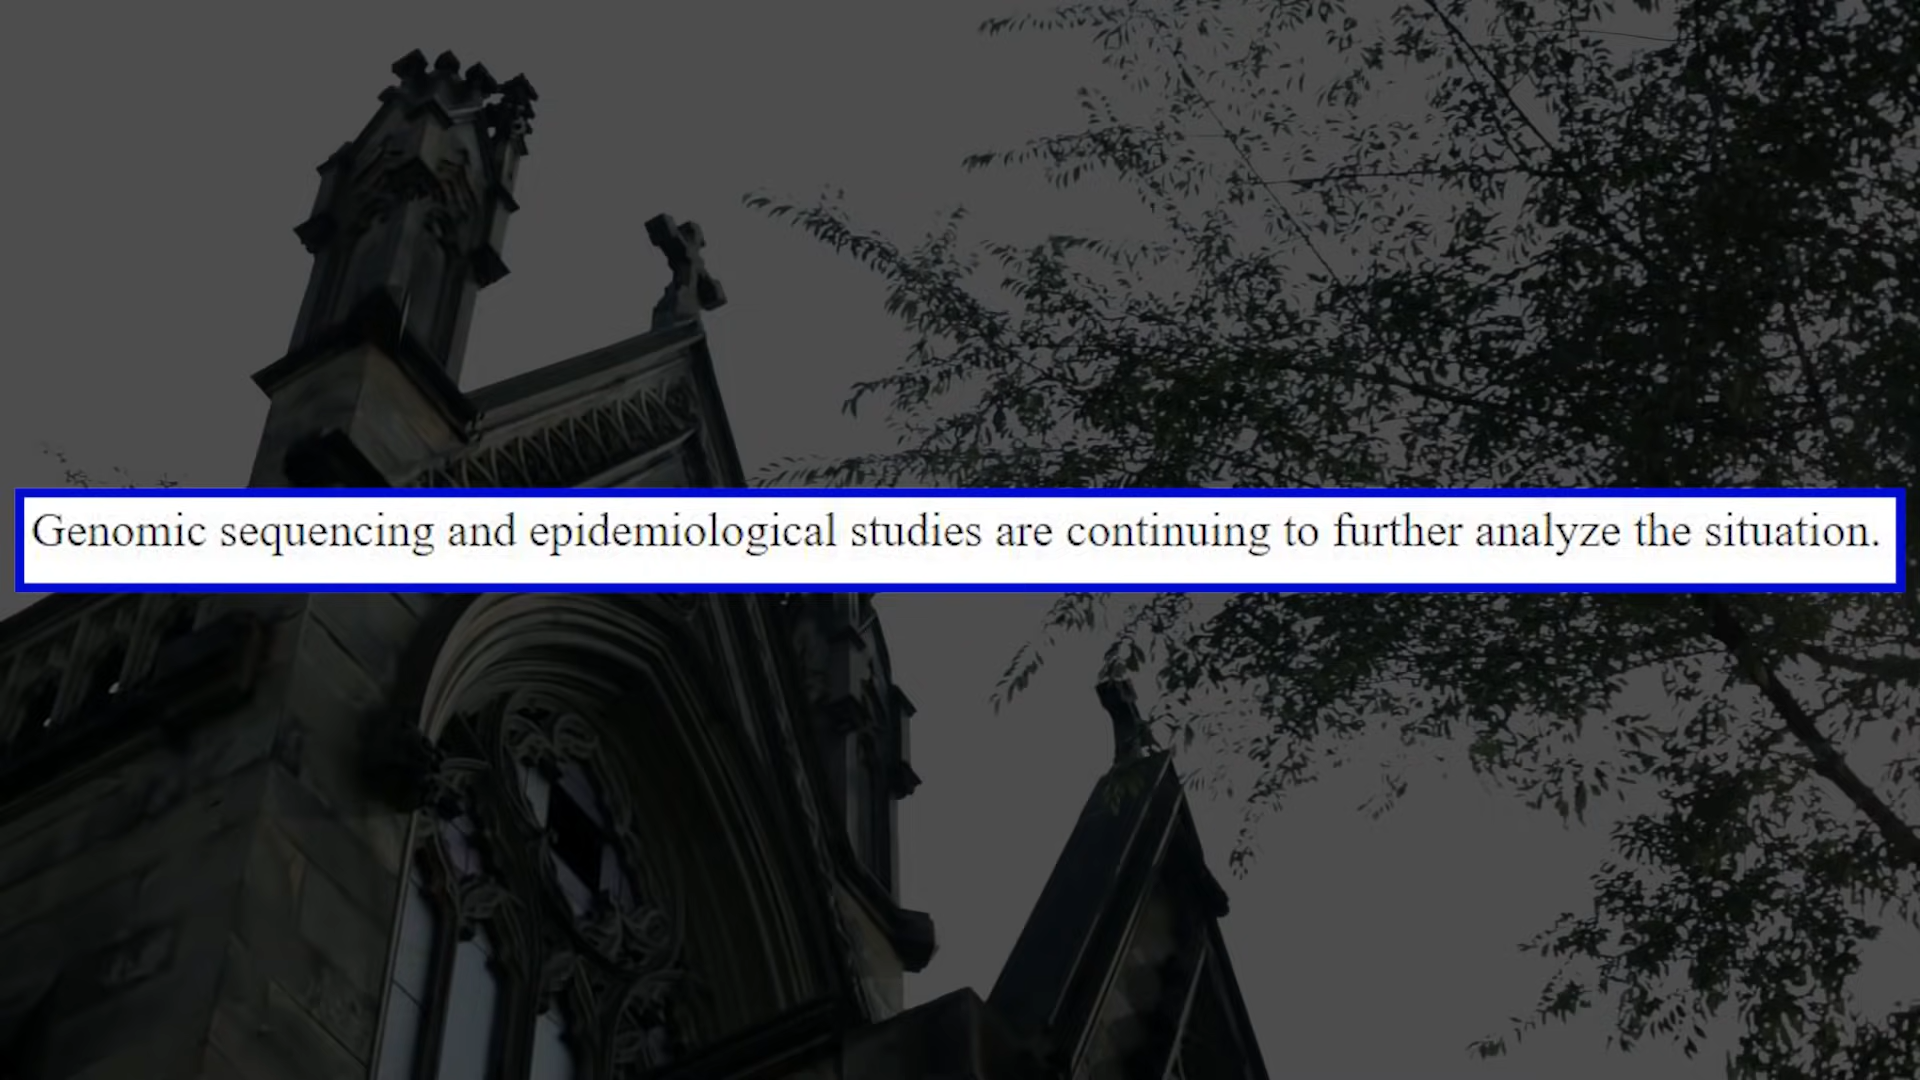 Genomic sequencing and epidemiological studies are continuing to further analyze the situation.